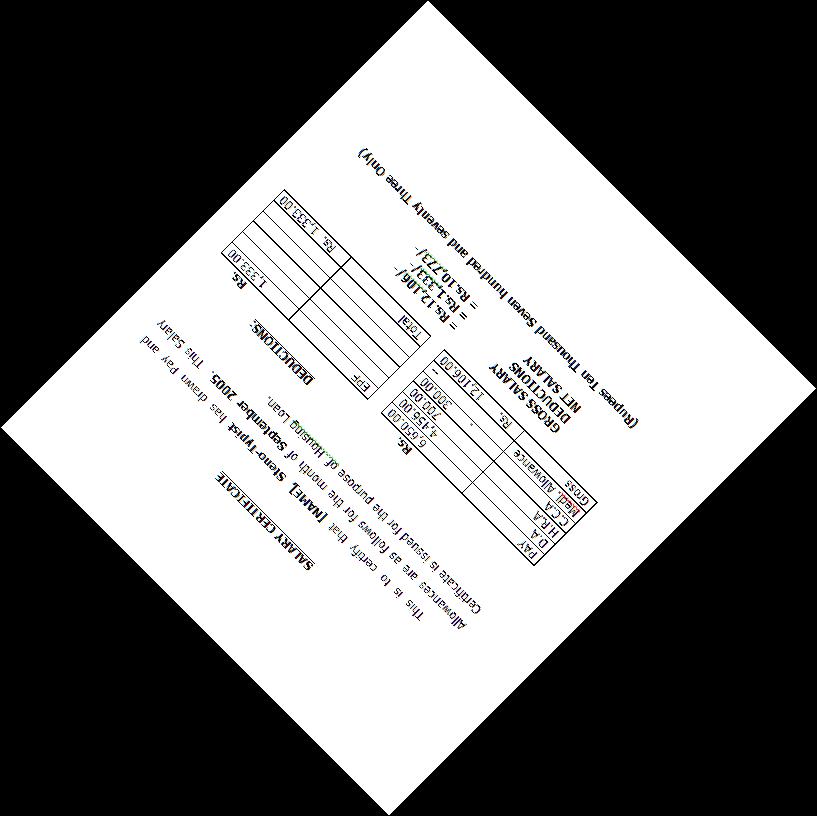 SALARY CERTIFICATE
This is to certify that [NAME], Steno-Typist has drawn Pay and
Allowances are as follows for the month of September 2005. This Salary
Certificate is issued for the purpose of Housing Loan.
Rs.
PAY 6,650.00
D.A 4,456.00
H.R.A 700.00
C.C.A 300.00
Medl. Allowance -
Gross Rs. 12,106.00
DEDUCTIONS: Rs.
EPF 1,333.00
Total Rs. 1,333.00
GROSS SALARY = Rs.12,106/-
DEDUCTIONS = Rs.1,333/-
NET SALARY = Rs.10,773/-
(Rupees Ten Thousand Seven hundred and seventy Three Only)